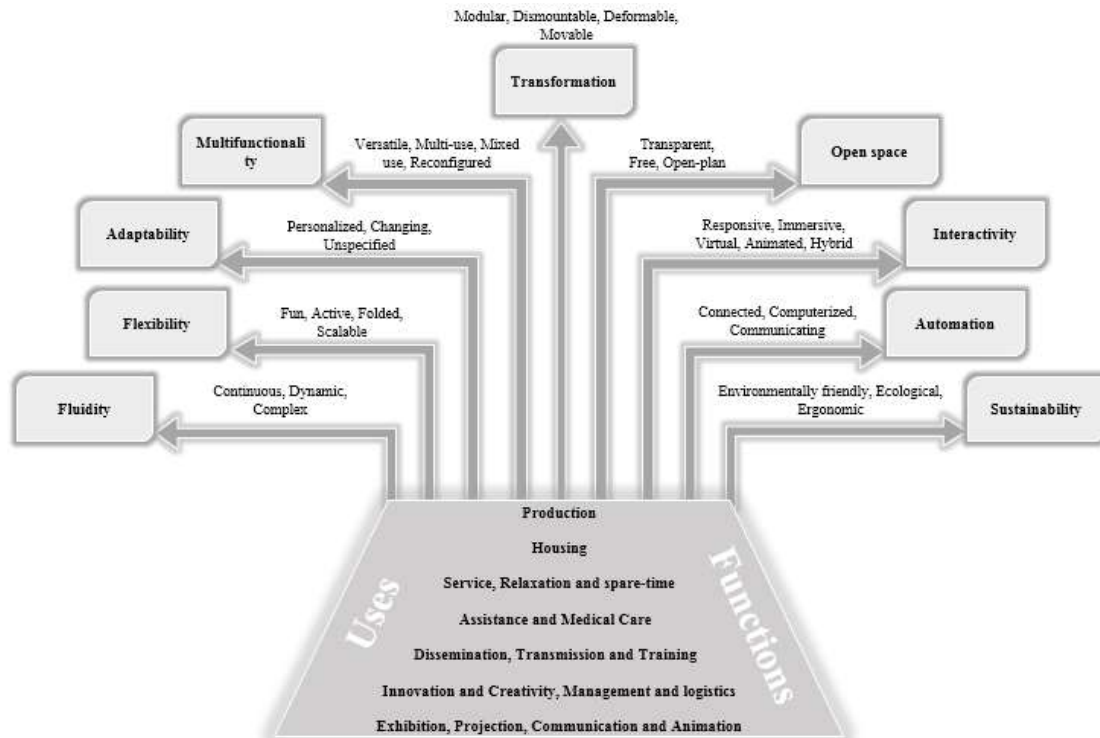 Modular, Dismountable, Deformable,
Movable
Transformation
Multifunctionali
ty
Versatile, Multi-use, Mixed
use, Reconfigured
Transparent,
Free, Open-plan
Open space
Adaptability
Personalized, Changing,
Unspecified
Responsive, Immersive,
Virtual, Animated, Hybrid
Interactivity
Flexibility
Fun, Active, Folded,
Scalable
Connected, Computerized,
Communicating
Automation
Fluidity
Continuous, Dynamic,
Complex
Environmentally friendly, Ecological,
Ergonomic
Sustainability
Uses
Production
Housing
Service, Relaxation and spare-time
Assistance and Medical Care
Dissemination, Transmission and Training
Innovation and Creativity, Management and logistics
Exhibition, Projection, Communication and Animation
Functions